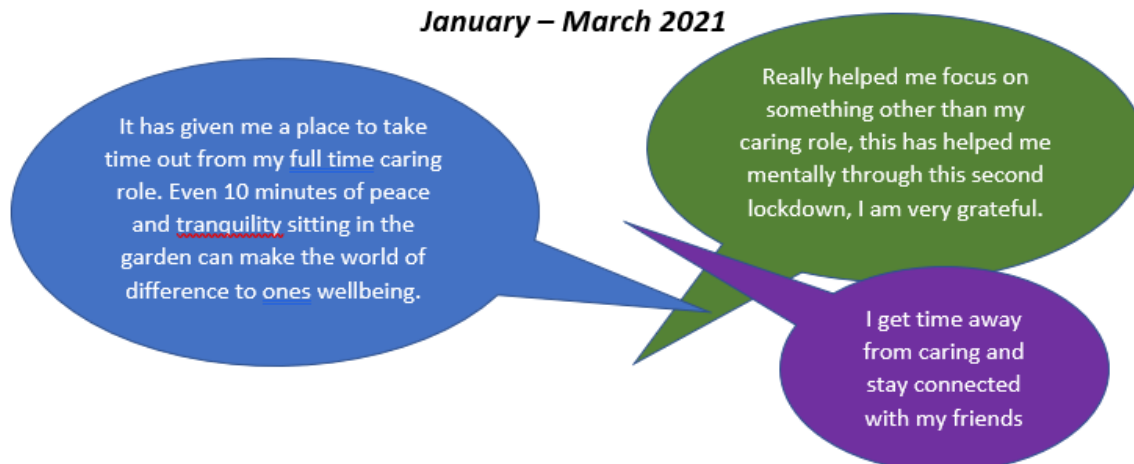 January – March 2021
It has given me a place to take
time out from my full time caring
role. Even 10 minutes of peace
and tranquility sitting in the
garden can make the world of
difference to ones wellbeing.
Really helped me focus on
something other than my
caring role, this has helped me
mentally through this second
lockdown, I am very grateful.
I get time away
from caring and
stay connected
with my friends